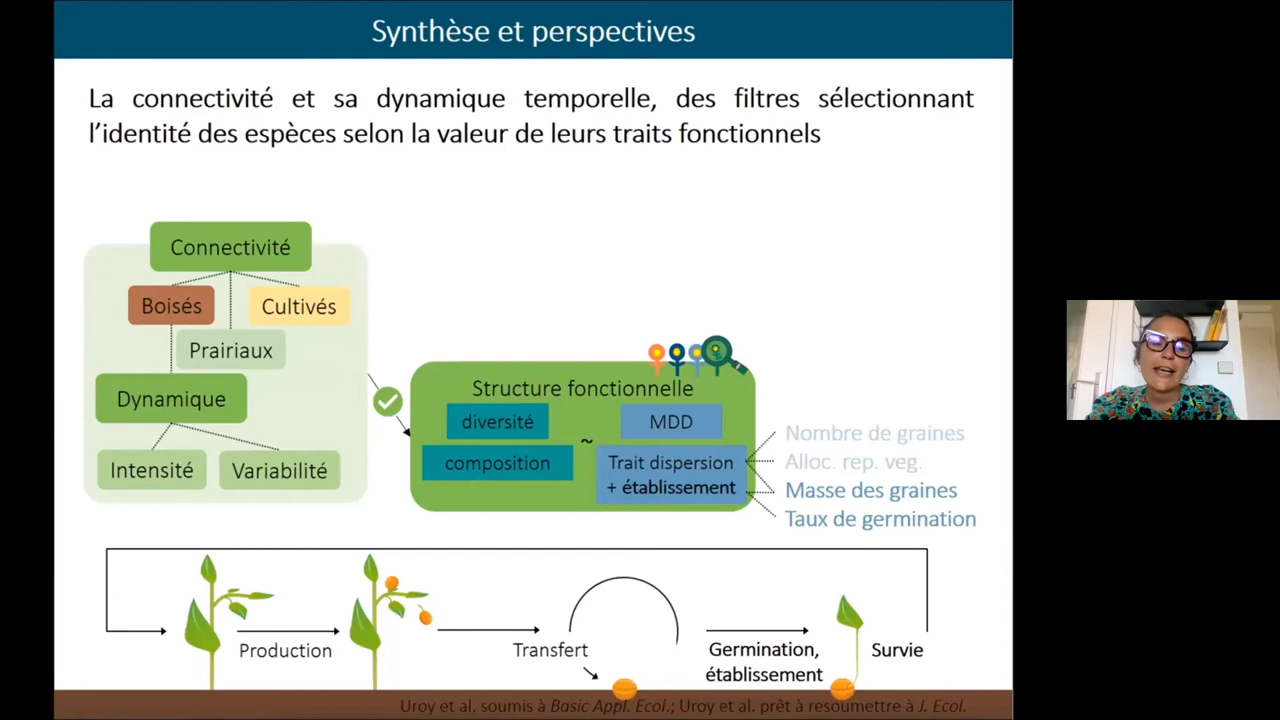 Synthèse et perspectives
La connectivité et sa dynamique temporelle, des filtres sélectionnant
l’identité des espèces selon la valeur de leurs traits fonctionnels
Connectivité
Boisés
Cultivés
Prairiaux
Dynamique
Intensité
Variabilité
Structure fonctionnelle
diversité
MDD
~
composition
Trait dispersion
+ établissement
Nombre de graines
Alloc. rep. veg.
Masse des graines
Taux de germination
Production
Transfert
Germination,
établissement
Survie
Uroy et al. soumis à Basic Appl. Ecol.; Uroy et al. prêt à resoumettre à J. Ecol.